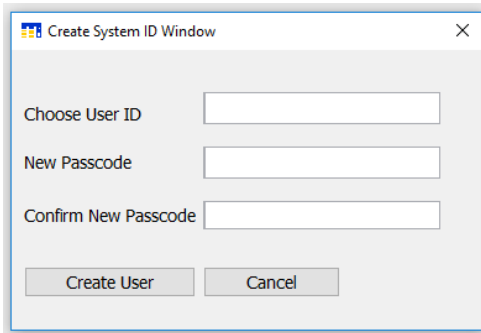 Create System ID Window
Choose User ID
New Passcode
Confirm New Passcode
Create User Cancel